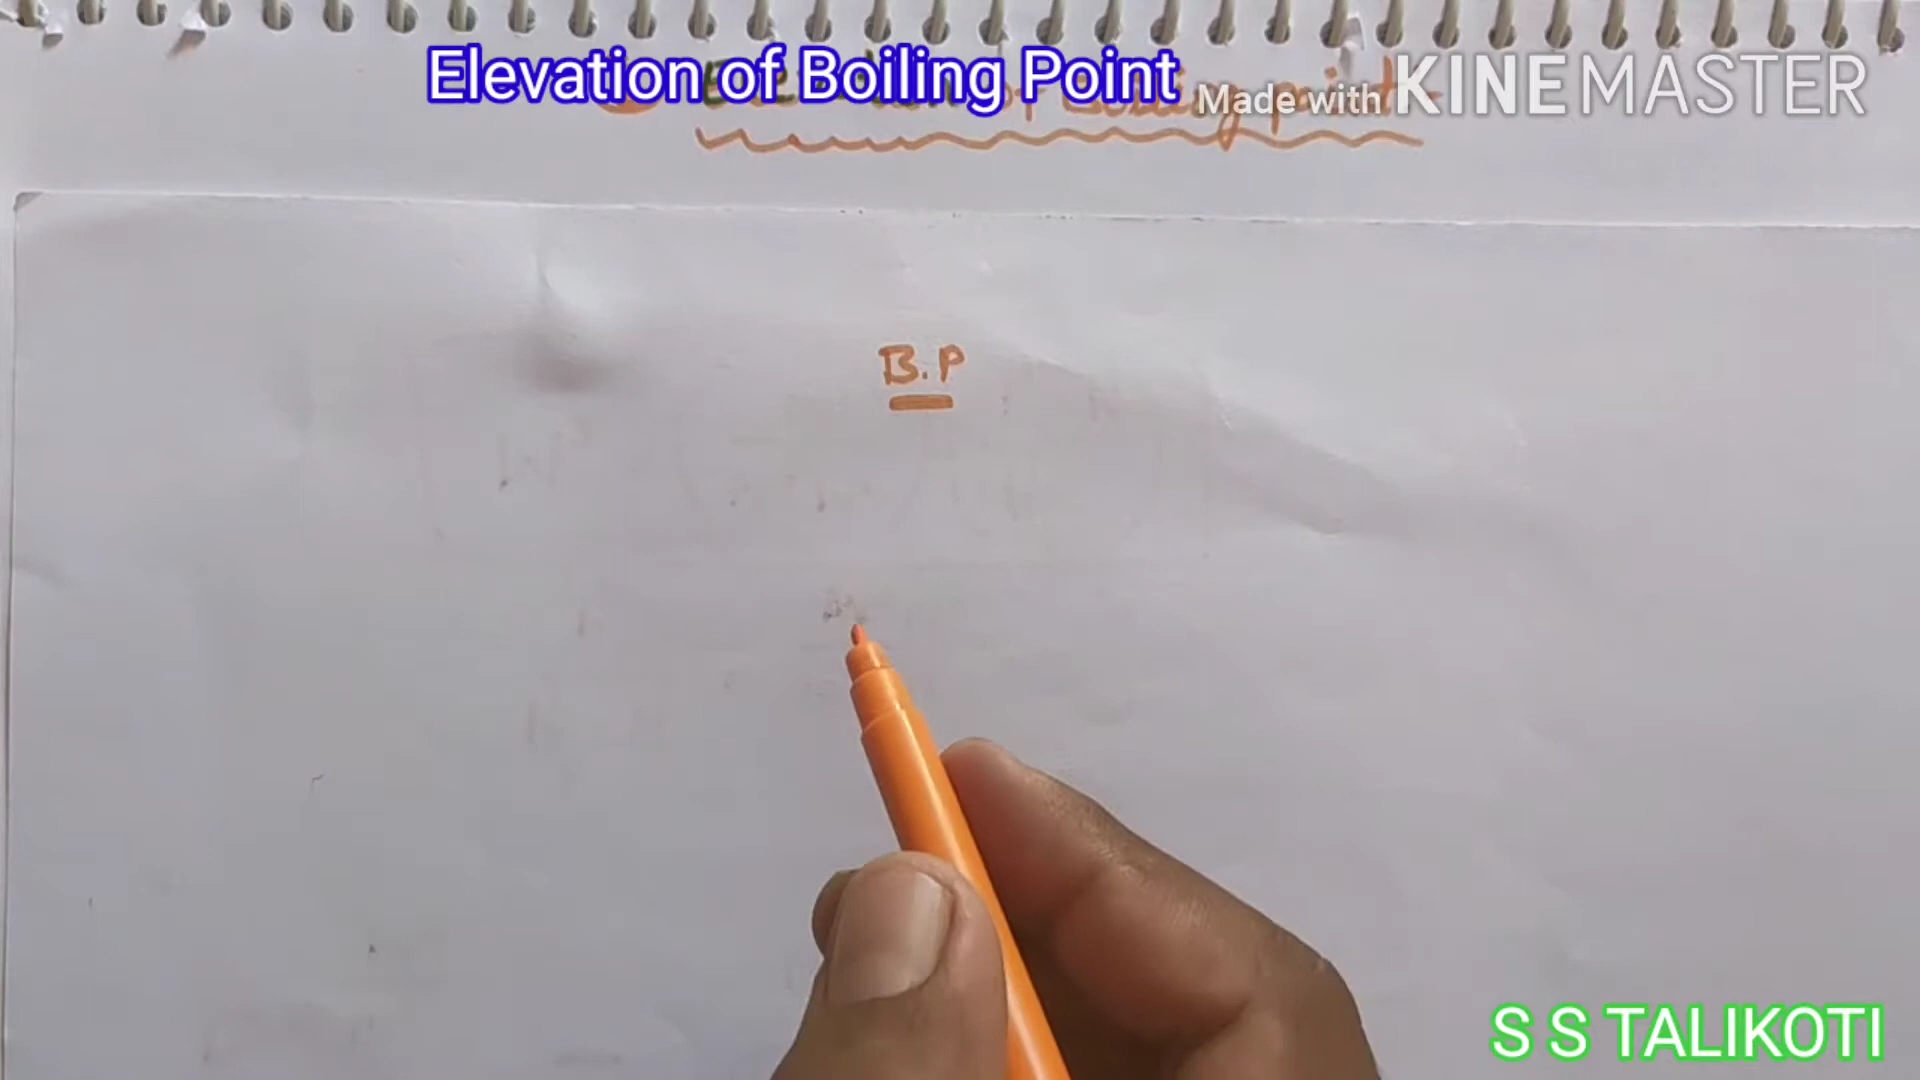 Elevation of Boiling Point
Made with KINEMASTER
B.P
S S TALIKOTI